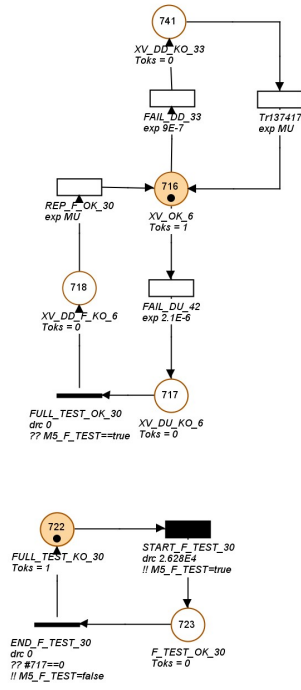 741
XV_DD_KO_33
Toks = 0
FAIL_DD_33
exp 9E-7
Tr137417
exp MU
716
XV_OK_6
Toks = 1
REP_F_OK_30
exp MU
718
XV_DD_F_KO_6
Toks = 0
FAIL_DU_42
exp 2.1E-6
FULL_TEST_OK_30
drc 0
?? M5_F_TEST==true
717
XV_DU_KO_6
Toks = 0
722
FULL_TEST_KO_30
Toks = 1
START_F_TEST_30
drc 2.628E4
!! M5_F_TEST=true
723
F_TEST_OK_30
Toks = 0
END_F_TEST_30
drc 0
?? #717==0
!! M5_F_TEST=false